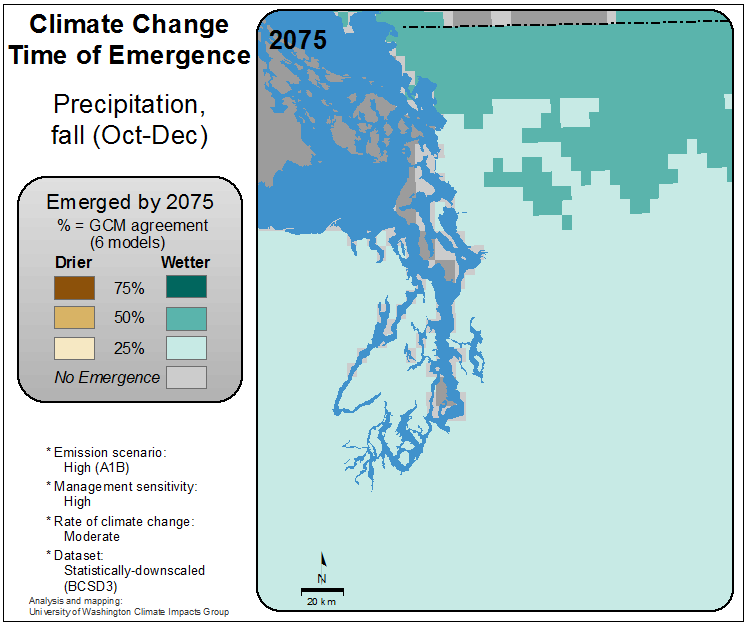 Climate Change
Time of Emergence
Precipitation,
fall (Oct-Dec)
Emerged by 2075
% = GCM agreement
(6 models)
Drier Wetter
75%
50%
25%
No Emergence
* Emission scenario:
High (A1B)
* Management sensitivity:
High
* Rate of climate change:
Moderate
* Dataset:
Statistically-downscaled
(BCSD3)
Analysis and mapping:
University of Washington Climate Impacts Group
2075
N
20 km